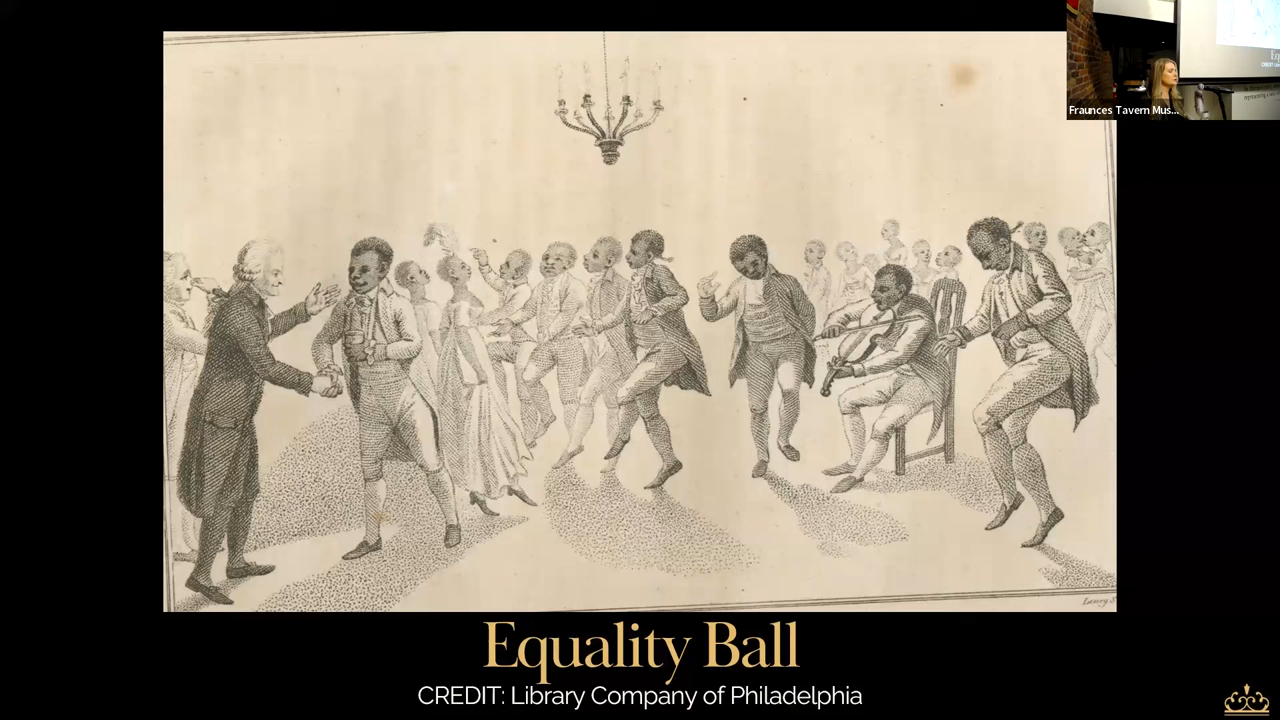 Fraunces Tavern Mus...
Equality Ball
CREDIT: Library Company of Philadelphia